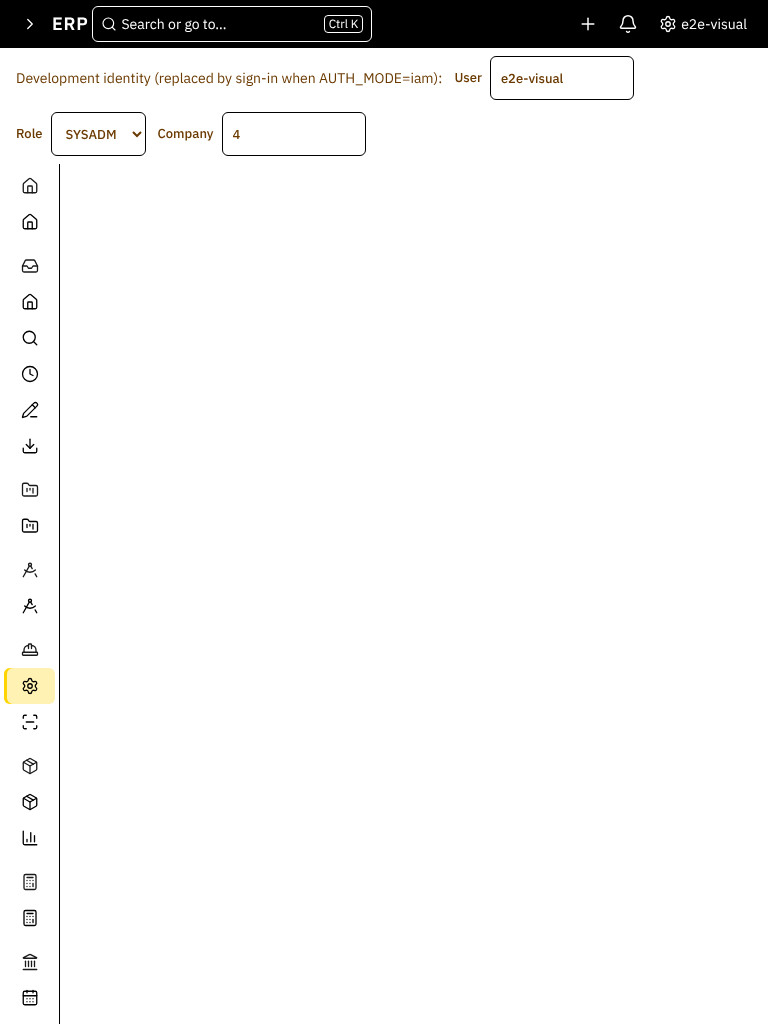 ERP Search or go to... Ctrl K e2e-visual
Development identity (replaced by sign-in when AUTH_MODE=iam): User e2e-visual
Role SYSADM Company 4